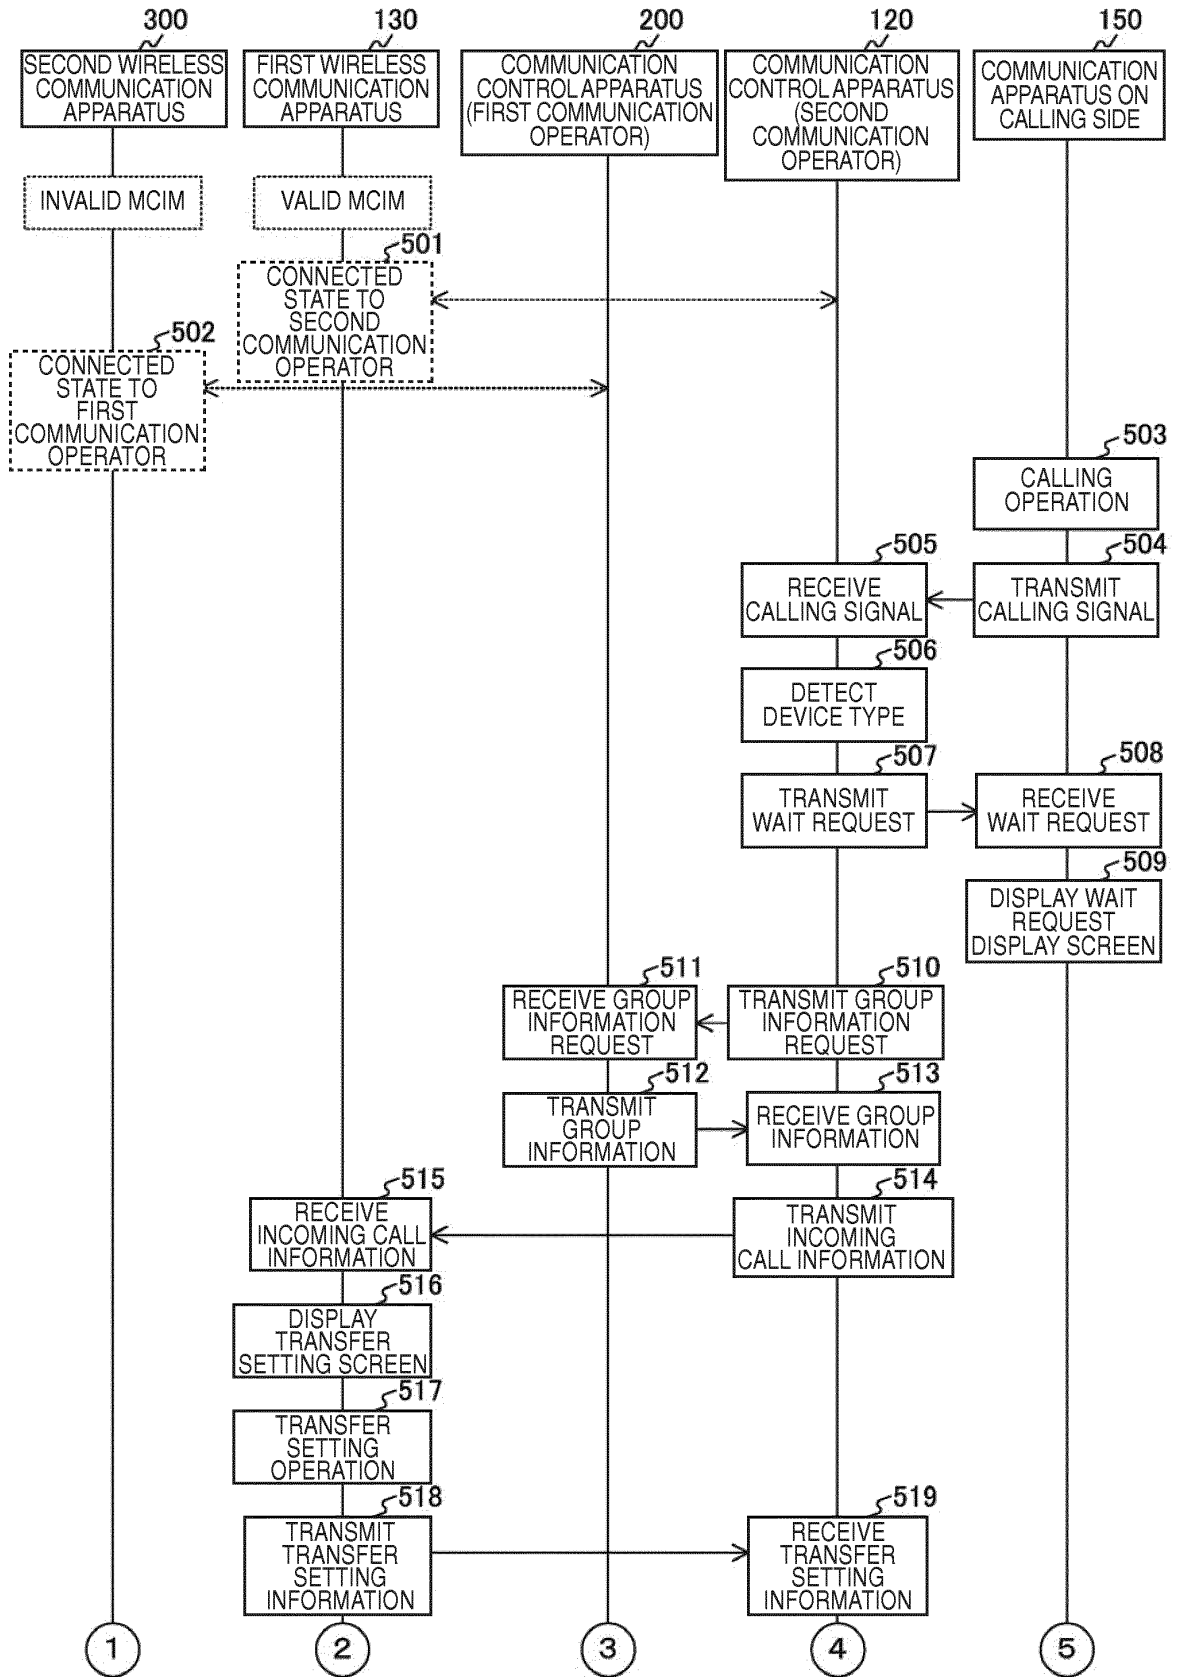 300
130
200
120
150
SECOND WIRELESS
COMMUNICATION
APPARATUS
FIRST WIRELESS
COMMUNICATION
APPARATUS
COMMUNICATION
CONTROL APPARATUS
(FIRST COMMUNICATION
OPERATOR)
COMMUNICATION
CONTROL APPARATUS
(SECOND
COMMUNICATION
OPERATOR)
COMMUNICATION
APPARATUS ON
CALLING SIDE
INVALID MCIM
VALID MCIM
501
CONNECTED
STATE TO
SECOND
COMMUNICATION
OPERATOR
502
CONNECTED
STATE TO
FIRST
COMMUNICATION
OPERATOR
503
CALLING
OPERATION
505
RECEIVE
CALLING SIGNAL
504
TRANSMIT
CALLING SIGNAL
506
DETECT
DEVICE TYPE
507
TRANSMIT
WAIT REQUEST
508
RECEIVE
WAIT REQUEST
509
DISPLAY WAIT
REQUEST
DISPLAY SCREEN
511
RECEIVE GROUP
INFORMATION
REQUEST
510
TRANSMIT GROUP
INFORMATION
REQUEST
512
TRANSMIT
GROUP
INFORMATION
513
RECEIVE GROUP
INFORMATION
515
RECEIVE
INCOMING CALL
INFORMATION
514
TRANSMIT
INCOMING
CALL INFORMATION
516
DISPLAY
TRANSFER
SETTING SCREEN
517
TRANSFER
SETTING
OPERATION
518
TRANSMIT
TRANSFER
SETTING
INFORMATION
519
RECEIVE
TRANSFER
SETTING
INFORMATION
1
2
3
4
5